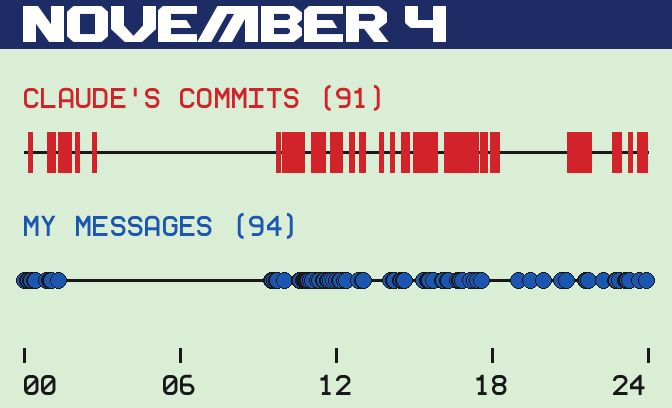 NOVEMBER 4
CLAUDE'S COMMITS (91)
MY MESSAGES (94)
00 06 12 18 24